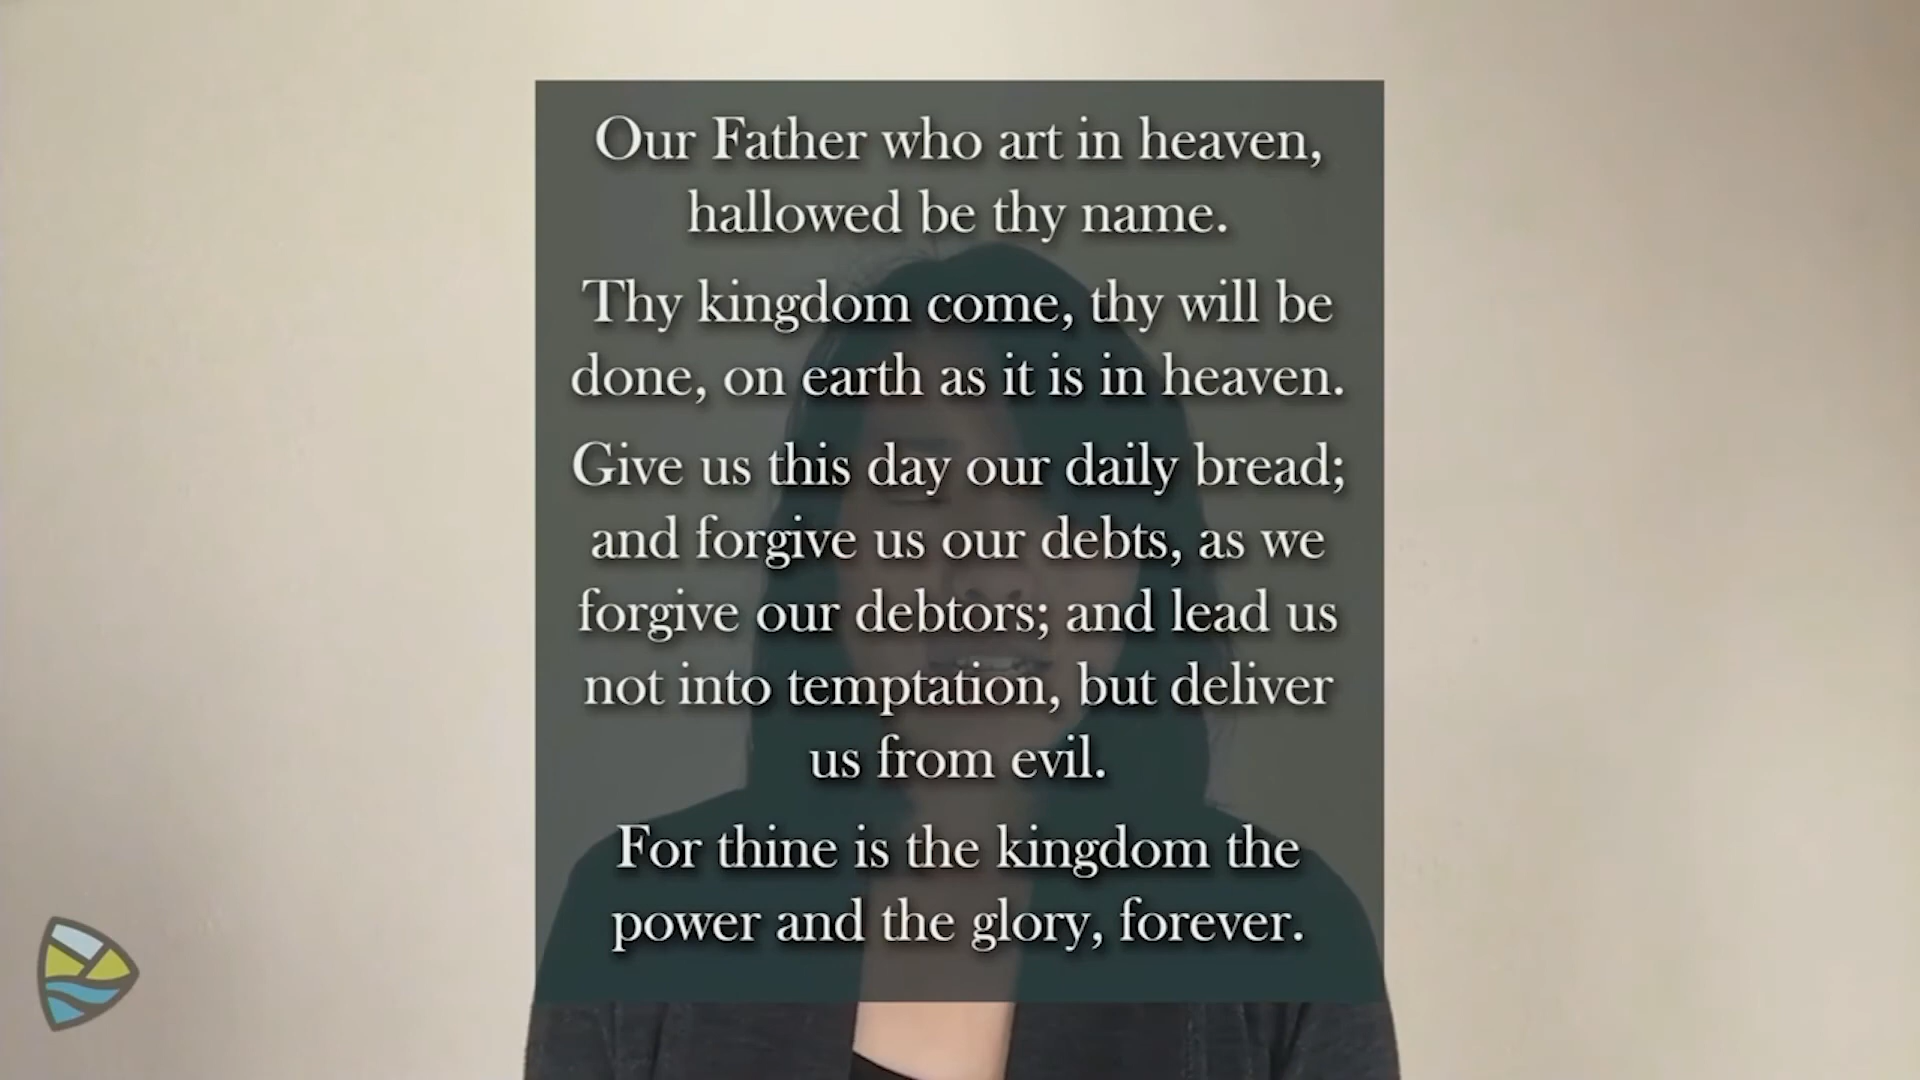 Our Father who art in heaven,
hallowed be thy name.
Thy kingdom come, thy will be
done, on earth as it is in heaven.
Give us this day our daily bread;
and forgive us our debts, as we
forgive our debtors; and lead us
not into temptation, but deliver
us from evil.
For thine is the kingdom the
power and the glory, forever.